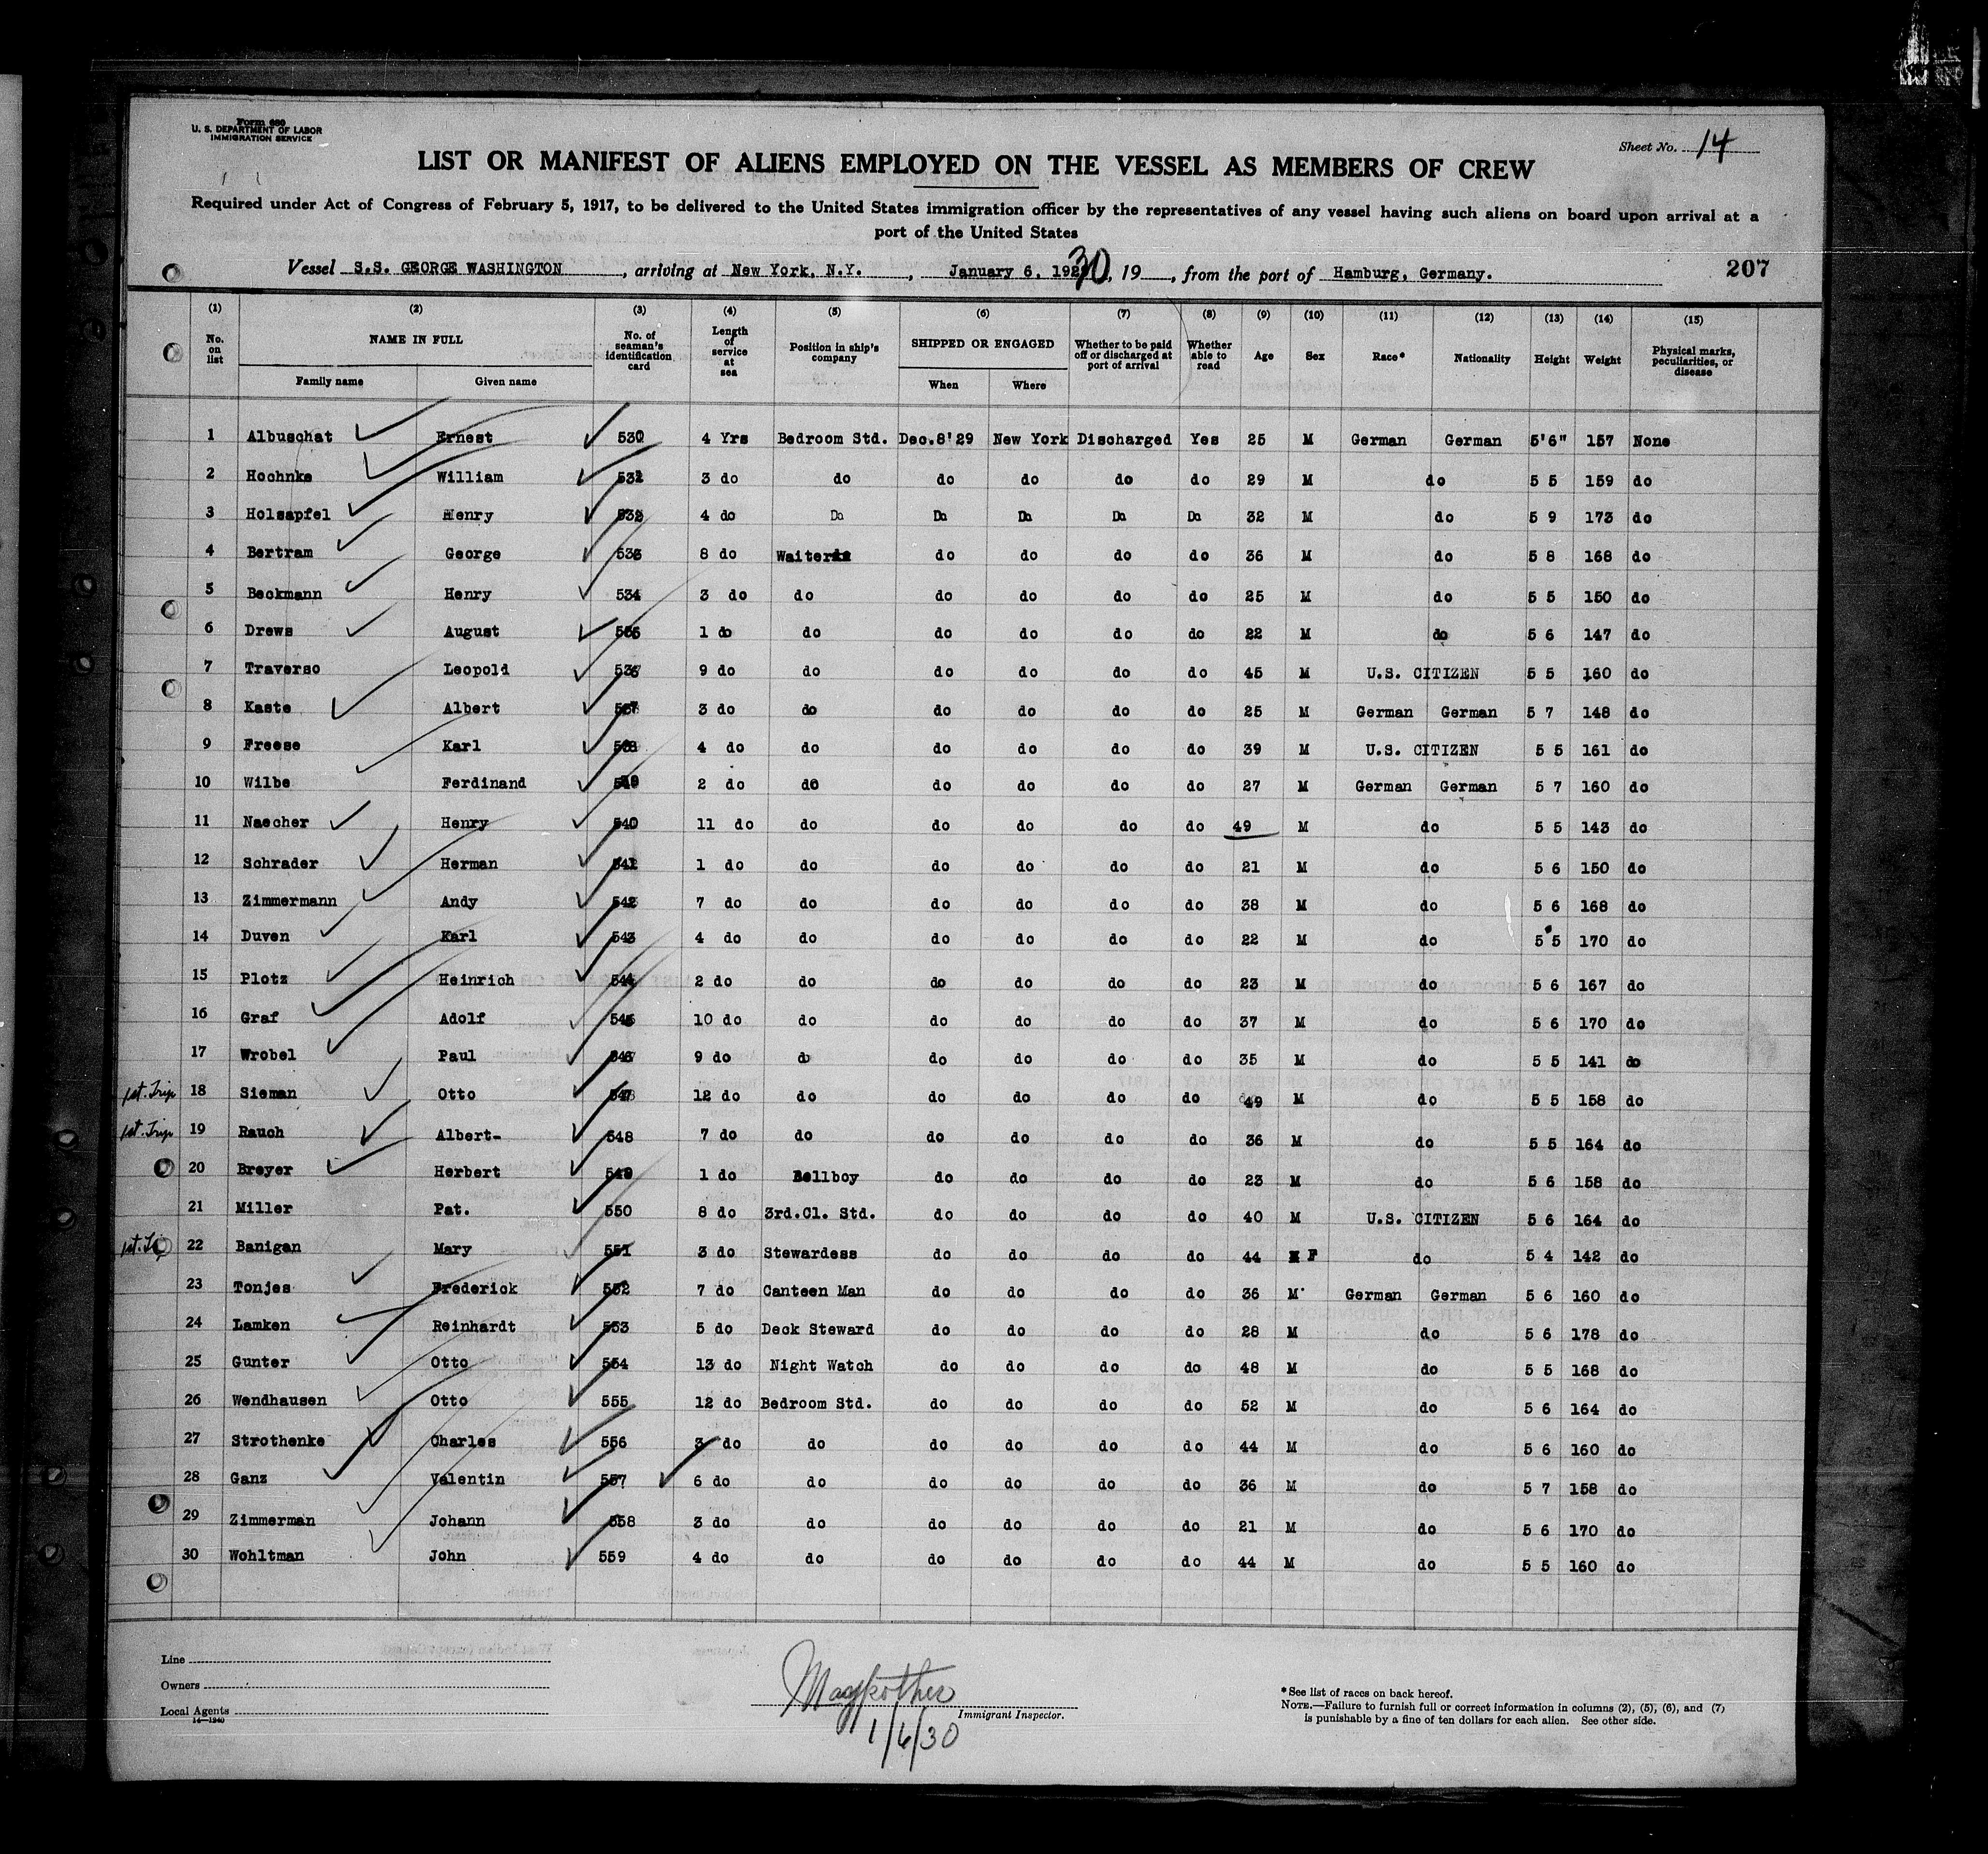 Form 680
U. S. DEPARTMENT OF LABOR
IMMIGRATION SERVICE
Sheet No. 14
LIST OR MANIFEST OF ALIENS EMPLOYED ON THE VESSEL AS MEMBERS OF CREW
Required under Act of Congress of February 5, 1917, to be delivered to the United States immigration officer by the representatives of any vessel having such aliens on board upon arrival at a
port of the United States
Vessel S.S. GEORGE WASHINGTON, arriving at New York, N.Y., January 6, 1930, 19, from the port of Hamburg, Germany. 207
(1) (2) (3) (4) (5) (6) (7) (8) (9) (10) (11) (12) (13) (14) (15)
No. on list NAME IN FULL Family name Given name No. of seaman's identification card Length of service at sea Position in ship's company SHIPPED OR ENGAGED When Where Whether to be paid off or discharged at port of arrival Whether able to read Age Sex Race* Nationality Height Weight Physical marks, peculiarities, or disease
1 Albuschat Ernest 530 4 Yrs Bedroom Std. Dec.8'29 New York Discharged Yes 25 M German German 5'6" 157 None
2 Hochnke William 531 3 do do do do do do 29 M do 5 5 159 do
3 Holsapfel Henry 532 4 do Do Do Do Do Do 32 M do 5 9 173 do
4 Bertram George 533 8 do Waiter do do do do 36 M do 5 8 168 do
5 Beckmann Henry 534 3 do do do do do do 25 M do 5 5 150 do
6 Drews August 535 1 do do do do do do 22 M do 5 6 147 do
7 Traverso Leopold 536 9 do do do do do do 45 M U.S. CITIZEN 5 5 160 do
8 Kaste Albert 537 3 do do do do do do 25 M German German 5 7 148 do
9 Freese Karl 538 4 do do do do do do 39 M U.S. CITIZEN 5 5 161 do
10 Wilbe Ferdinand 539 2 do do do do do do 27 M German German 5 7 160 do
11 Naecher Henry 540 11 do do do do do do 49 M do 5 5 143 do
12 Schrader Herman 541 1 do do do do do do 21 M do 5 6 150 do
13 Zimmermann Andy 542 7 do do do do do do 38 M do 5 6 168 do
14 Duven Karl 543 4 do do do do do do 22 M do 5 5 170 do
15 Plotz Heinrich 544 2 do do do do do do 23 M do 5 6 167 do
16 Graf Adolf 545 10 do do do do do do 37 M do 5 6 170 do
17 Wrobel Paul 546 9 do do do do do do 35 M do 5 5 141 do
1st. Trip 18 Sieman Otto 547 12 do do do do do do 49 M do 5 5 158 do
1st. Trip 19 Rauch Albert- 548 7 do do do do do do 36 M do 5 5 164 do
20 Breyer Herbert 549 1 do Bellboy do do do do 23 M do 5 6 158 do
21 Miller Pat. 550 8 do 3rd.Cl. Std. do do do do 40 M U.S. CITIZEN 5 6 164 do
1st. 22 Banigan Mary 551 3 do Stewardess do do do do 44 F do 5 4 142 do
23 Tonjes Frederick 552 7 do Canteen Man do do do do 36 M German German 5 6 160 do
24 Lamken Reinhardt 553 5 do Deck Steward do do do do 28 M do 5 6 178 do
25 Gunter Otto 554 13 do Night Watch do do do do 48 M do 5 5 168 do
26 Wendhausen Otto 555 12 do Bedroom Std. do do do do 52 M do 5 6 164 do
27 Strothenke Charles 556 3 do do do do do do 44 M do 5 6 160 do
28 Ganz Valentin 557 6 do do do do do do 36 M do 5 7 158 do
29 Zimmerman Johann 558 3 do do do do do do 21 M do 5 6 170 do
30 Wohltman John 559 4 do do do do do do 44 M do 5 5 160 do
Line
Owners
Local Agents
14—1240
1/6/30
Immigrant Inspector.
*See list of races on back hereof.
NOTE.—Failure to furnish full or correct information in columns (2), (5), (6), and (7)
is punishable by a fine of ten dollars for each alien. See other side.